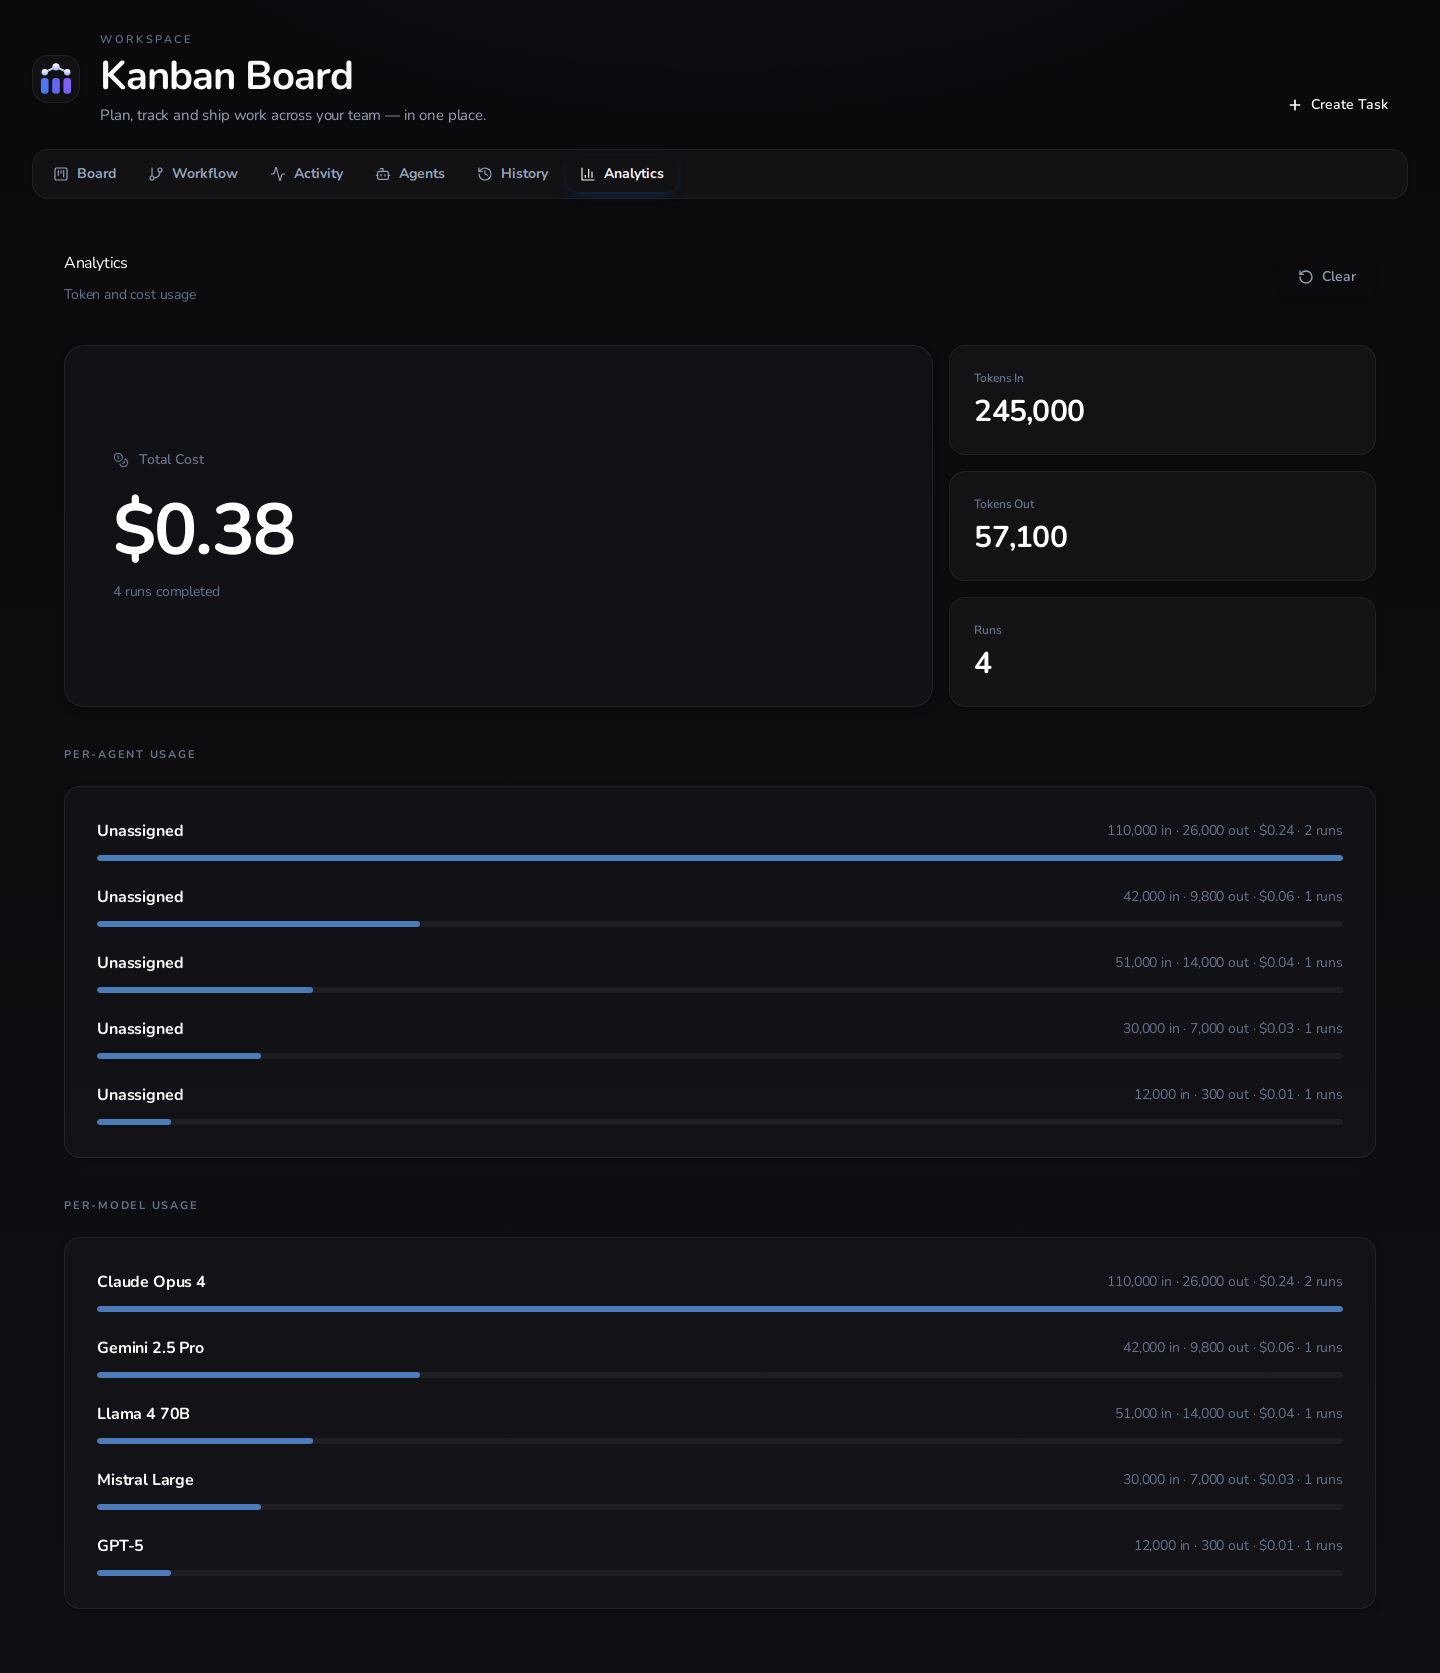 WORKSPACE
Kanban Board
Plan, track and ship work across your team — in one place.
Create Task
Board Workflow Activity Agents History Analytics
Analytics
Token and cost usage
Clear
Total Cost
$0.38
4 runs completed
Tokens In
245,000
Tokens Out
57,100
Runs
4
PER-AGENT USAGE
Unassigned 110,000 in · 26,000 out · $0.24 · 2 runs
Unassigned 42,000 in · 9,800 out · $0.06 · 1 runs
Unassigned 51,000 in · 14,000 out · $0.04 · 1 runs
Unassigned 30,000 in · 7,000 out · $0.03 · 1 runs
Unassigned 12,000 in · 300 out · $0.01 · 1 runs
PER-MODEL USAGE
Claude Opus 4 110,000 in · 26,000 out · $0.24 · 2 runs
Gemini 2.5 Pro 42,000 in · 9,800 out · $0.06 · 1 runs
Llama 4 70B 51,000 in · 14,000 out · $0.04 · 1 runs
Mistral Large 30,000 in · 7,000 out · $0.03 · 1 runs
GPT-5 12,000 in · 300 out · $0.01 · 1 runs